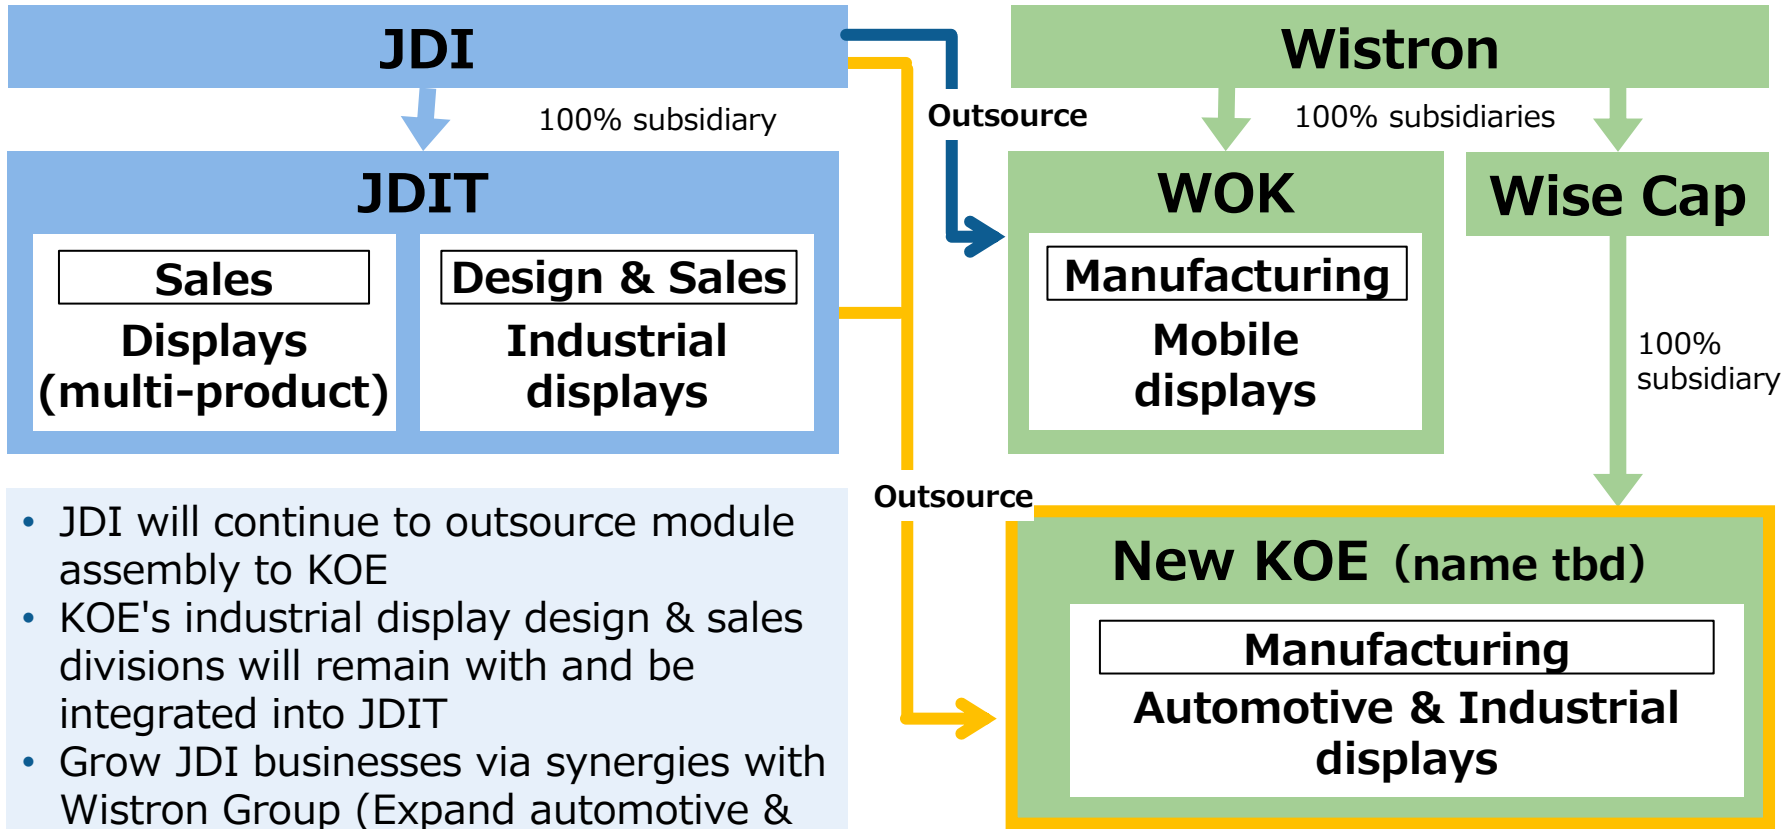 JDI
Wistron
100% subsidiary
Outsource
100% subsidiaries
JDIT
WOK
Wise Cap
Sales
Design & Sales
Manufacturing
Displays
(multi-product)
Industrial
displays
Mobile
displays
100%
subsidiary
Outsource
• JDI will continue to outsource module
assembly to KOE
• KOE's industrial display design & sales
divisions will remain with and be
integrated into JDIT
• Grow JDI businesses via synergies with
Wistron Group (Expand automotive &
New KOE (name tbd)
Manufacturing
Automotive & Industrial
displays